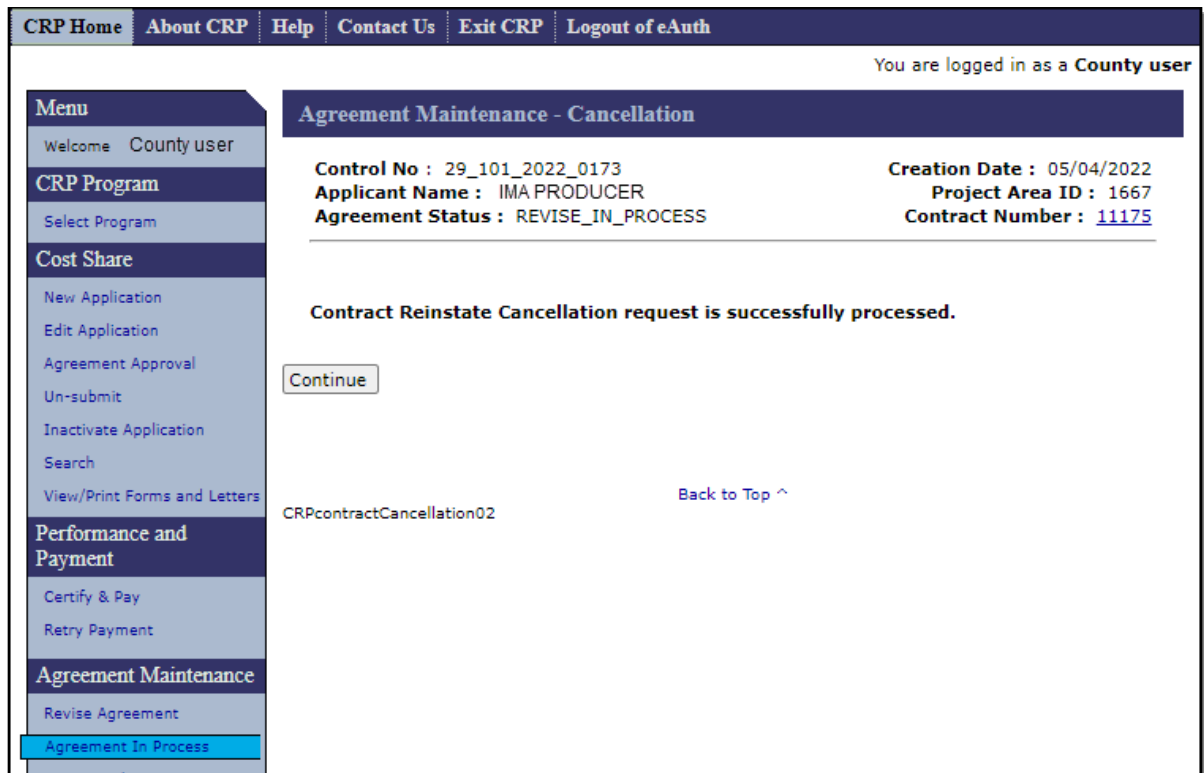 CRP Home About CRP Help Contact Us Exit CRP Logout of eAuth
You are logged in as a County user
Menu
Welcome County user
CRP Program
Select Program
Cost Share
New Application
Edit Application
Agreement Approval
Un-submit
Inactivate Application
Search
View/Print Forms and Letters
Performance and
Payment
Certify & Pay
Retry Payment
Agreement Maintenance
Revise Agreement
Agreement In Process
Agreement Maintenance - Cancellation
Control No : 29_101_2022_0173 Creation Date : 05/04/2022
Applicant Name : IMA PRODUCER Project Area ID : 1667
Agreement Status : REVISE_IN_PROCESS Contract Number : 11175
Contract Reinstate Cancellation request is successfully processed.
Continue
Back to Top ^
CRPcontractCancellation02